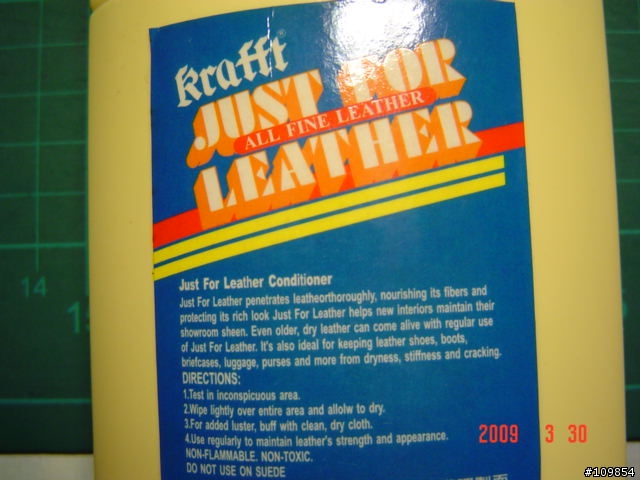 krafft®
JUST FOR
ALL FINE LEATHER
LEATHER
Just For Leather Conditioner
Just For Leather penetrates leatheorthoroughly, nourishing its fibers and
protecting its rich look Just For Leather helps new interiors maintain their
showroom sheen. Even older, dry leather can come alive with regular use
of Just For Leather. It's also ideal for keeping leather shoes, boots,
briefcases, luggage, purses and more from dryness, stiffness and cracking.
DIRECTIONS:
1.Test in inconspicuous area.
2.Wipe lightly over entire area and allolw to dry.
3.For added luster, buff with clean, dry cloth.
4.Use regularly to maintain leather's strength and appearance.
NON-FLAMMABLE. NON-TOXIC.
DO NOT USE ON SUEDE
14
2009 3 30
#109854